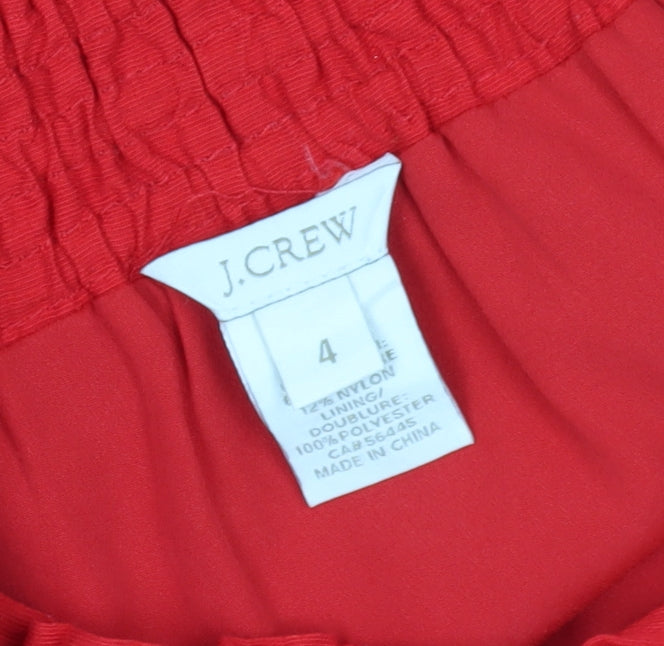 J.CREW
4
12% NYLON
LINING/
DOUBLURE:
100% POLYESTER
CA# 56445
MADE IN CHINA